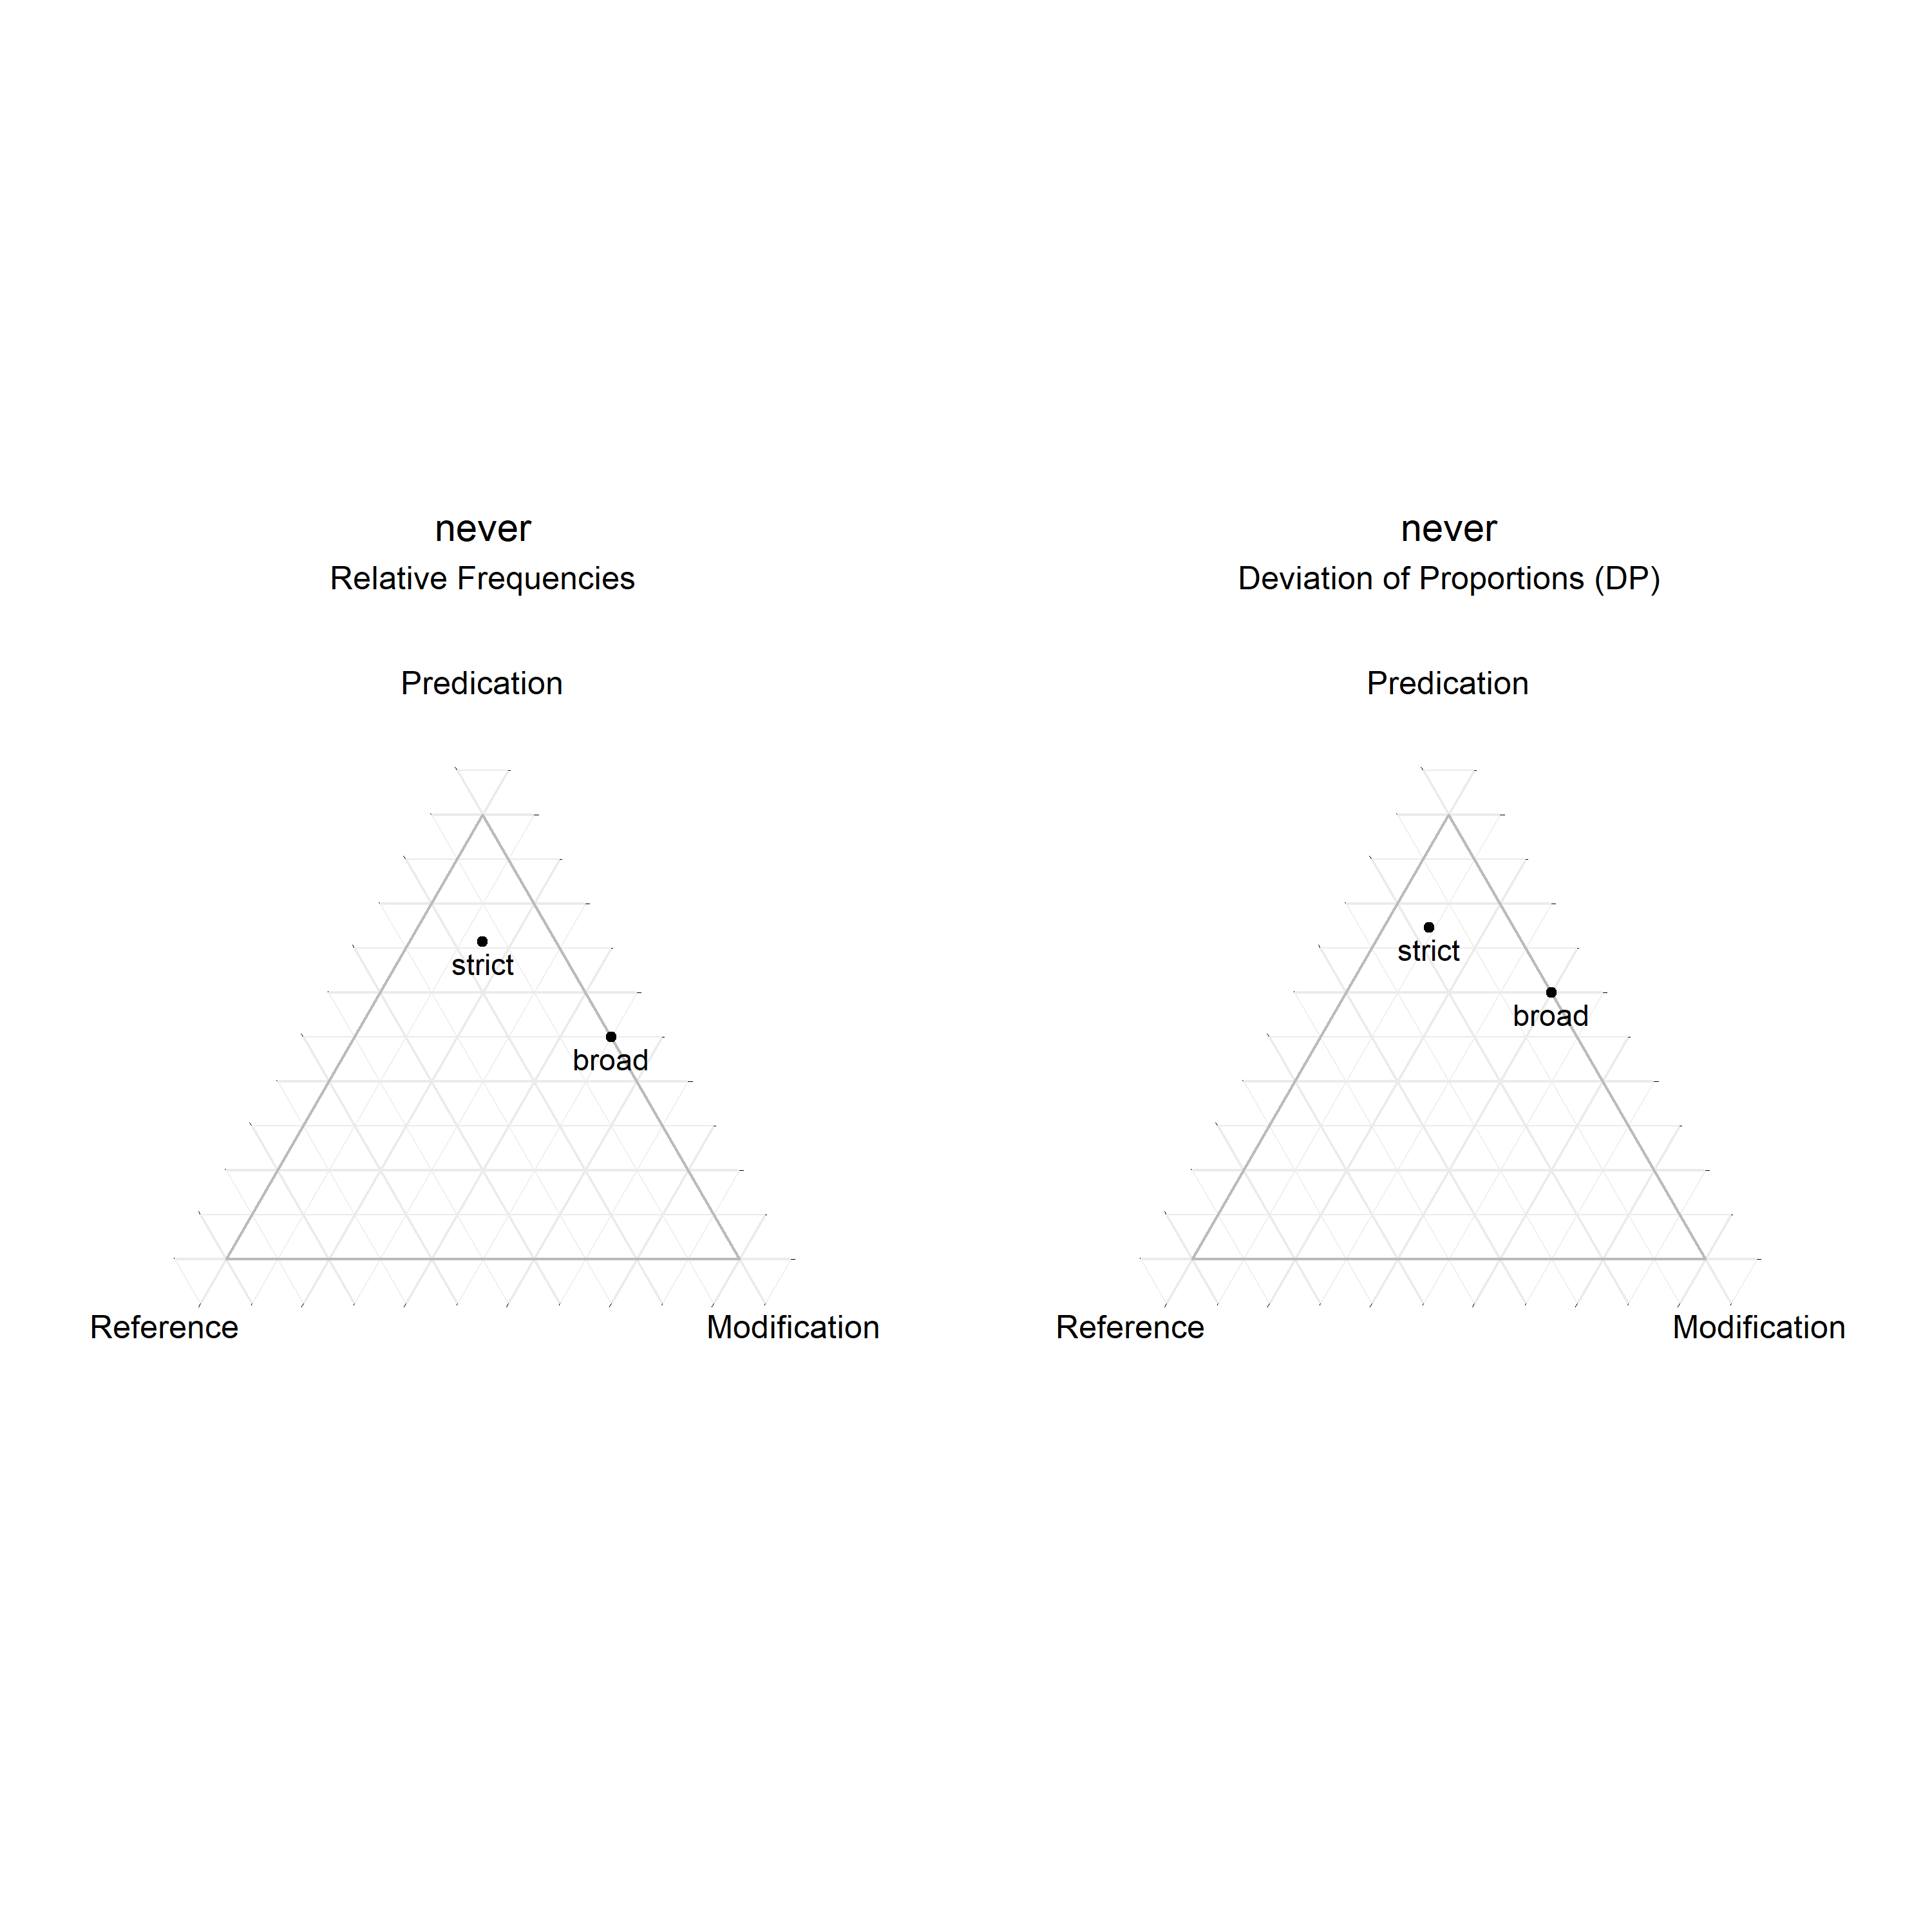 never
Relative Frequencies
Predication
strict
broad
Reference
Modification
never
Deviation of Proportions (DP)
Predication
strict
broad
Reference
Modification